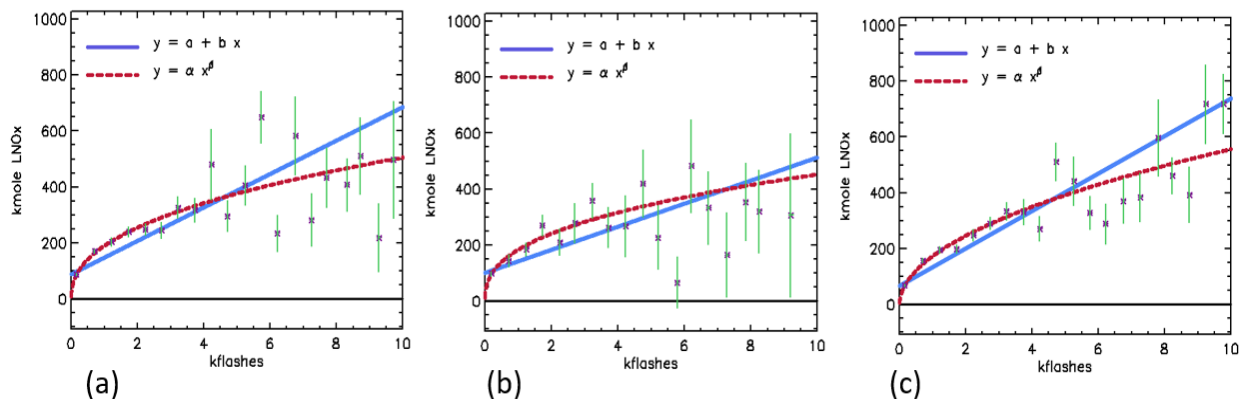 1000
800
600
400
200
0
kmole LNOx
y = a + b x
y = α x^β
0 2 4 6 8 10
kflashes
(a)
1000
800
600
400
200
0
kmole LNOx
y = a + b x
y = α x^β
0 2 4 6 8 10
kflashes
(b)
1000
800
600
400
200
0
kmole LNOx
y = a + b x
y = α x^β
0 2 4 6 8 10
kflashes
(c)